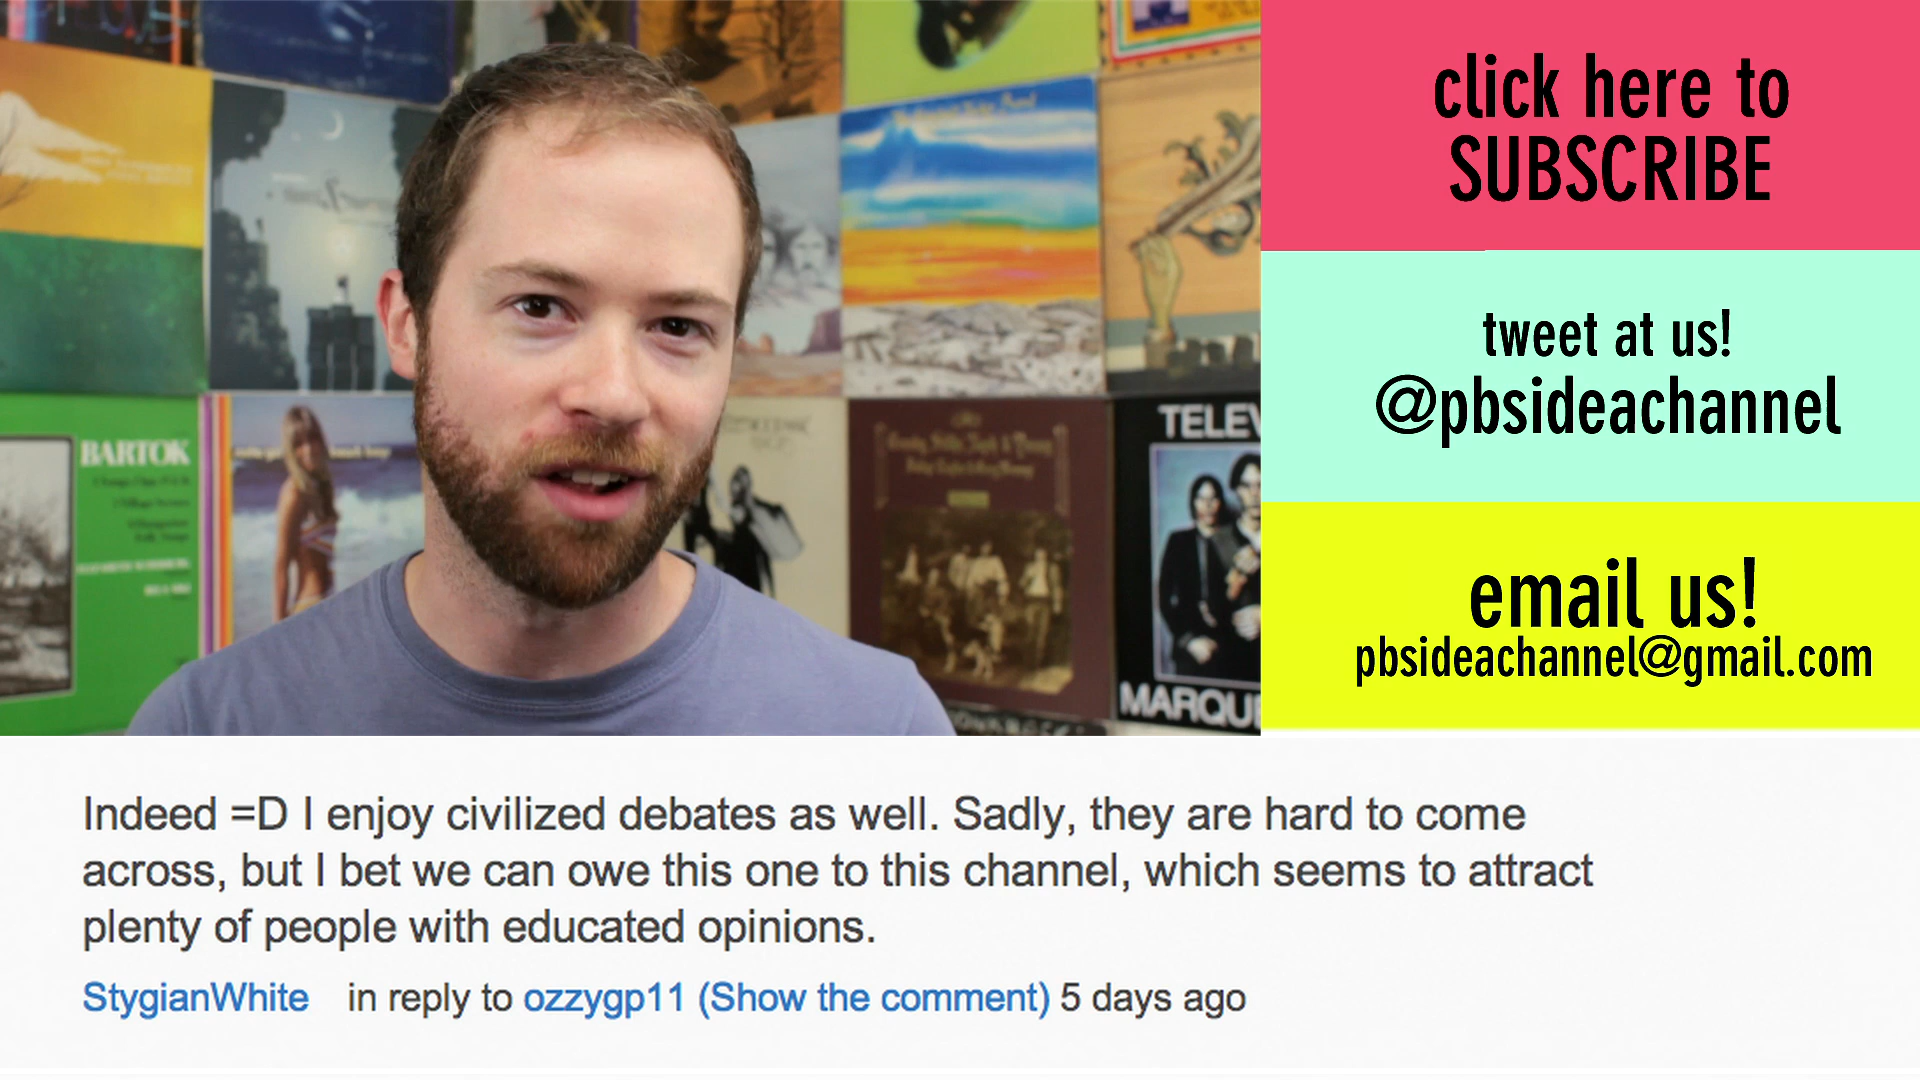 click here to
SUBSCRIBE
tweet at us!
@pbsideachannel
email us!
pbsideachannel@gmail.com
BARTOK
TELEV
MARQU
Indeed =D I enjoy civilized debates as well. Sadly, they are hard to come
across, but I bet we can owe this one to this channel, which seems to attract
plenty of people with educated opinions.
StygianWhite in reply to ozzygp11 (Show the comment) 5 days ago